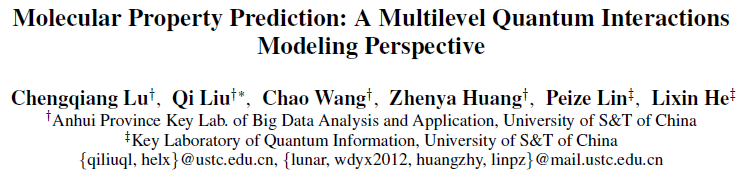 Molecular Property Prediction: A Multilevel Quantum Interactions
Modeling Perspective
Chengqiang Lu†, Qi Liu†*, Chao Wang†, Zhenya Huang†, Peize Lin‡, Lixin He‡
†Anhui Province Key Lab. of Big Data Analysis and Application, University of S&T of China
‡Key Laboratory of Quantum Information, University of S&T of China
{qiliuql, helx}@ustc.edu.cn, {lunar, wdyx2012, huangzhy, linpz}@mail.ustc.edu.cn